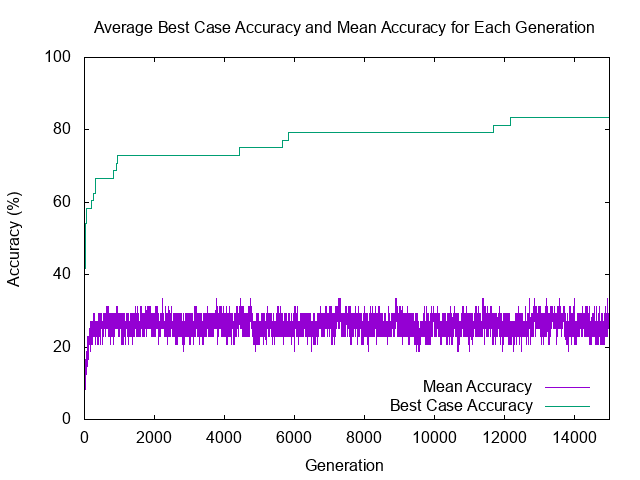 Average Best Case Accuracy and Mean Accuracy for Each Generation
100
80
60
40
20
0
Accuracy (%)
Mean Accuracy
Best Case Accuracy
0 2000 4000 6000 8000 10000 12000 14000
Generation